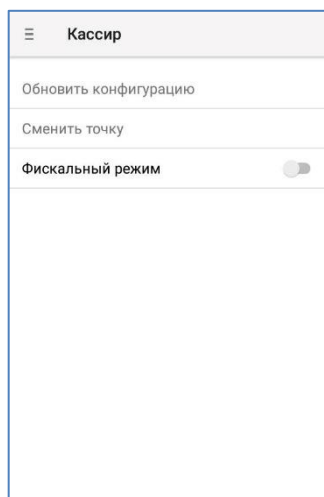 Кассир
Обновить конфигурацию
Сменить точку
Фискальный режим